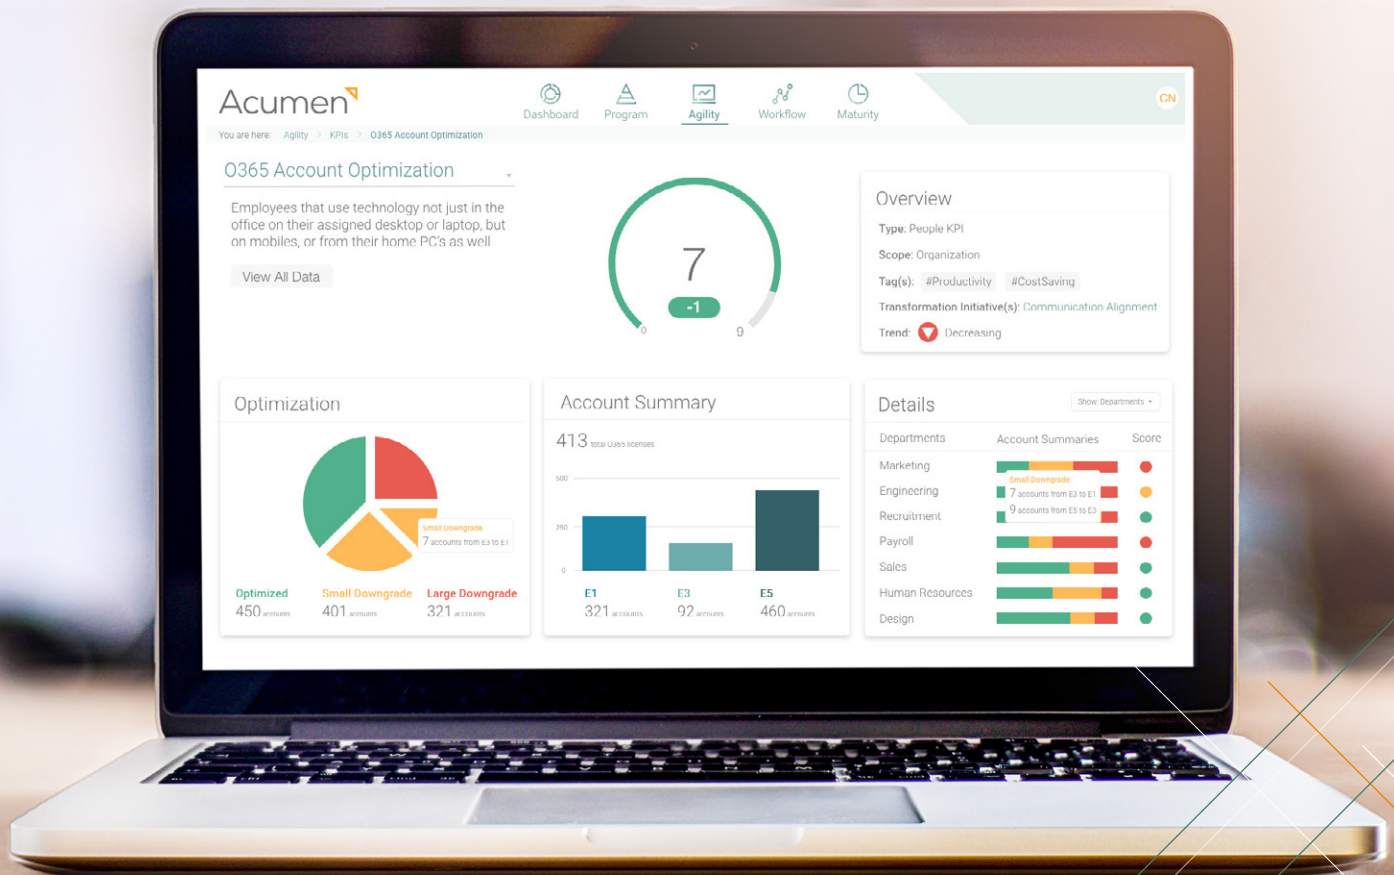 Acumen
Dashboard
Program
Agility
Workflow
Maturity
CN
You are here: Agility > KPIs > O365 Account Optimization
O365 Account Optimization
Employees that use technology not just in the
office on their assigned desktop or laptop, but
on mobiles, or from their home PC's as well
View All Data
7
-1
0
9
Overview
Type: People KPI
Scope: Organization
Tag(s): #Productivity #CostSaving
Transformation Initiative(s): Communication Alignment
Trend: Decreasing
Optimization
Small Downgrade
7 accounts from E3 to E1
Optimized
450 accounts
Small Downgrade
401 accounts
Large Downgrade
321 accounts
Account Summary
413 total O365 licenses
500
250
0
E1
321 accounts
E3
92 accounts
E5
460 accounts
Details
Show: Departments
Departments
Account Summaries
Score
Marketing
Engineering
Recruitment
Payroll
Sales
Human Resources
Design
Small Downgrade
7 accounts from E3 to E1
9 accounts from E5 to E3